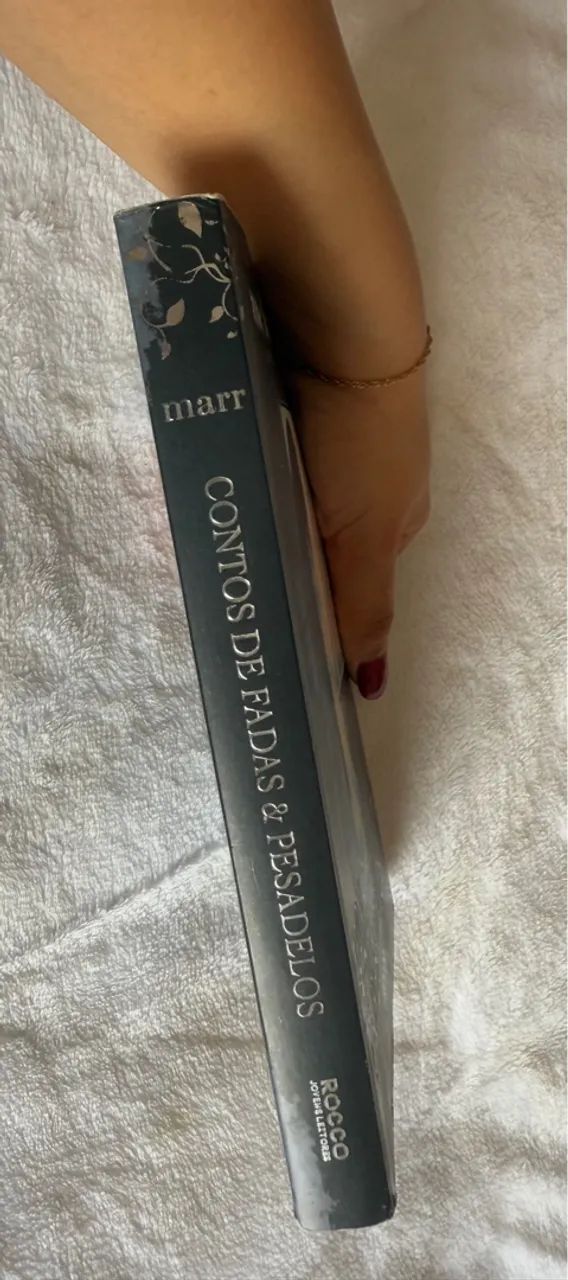 marr
CONTOS DE FADAS & PESADELOS
ROCCO
JOVENS LEITORES